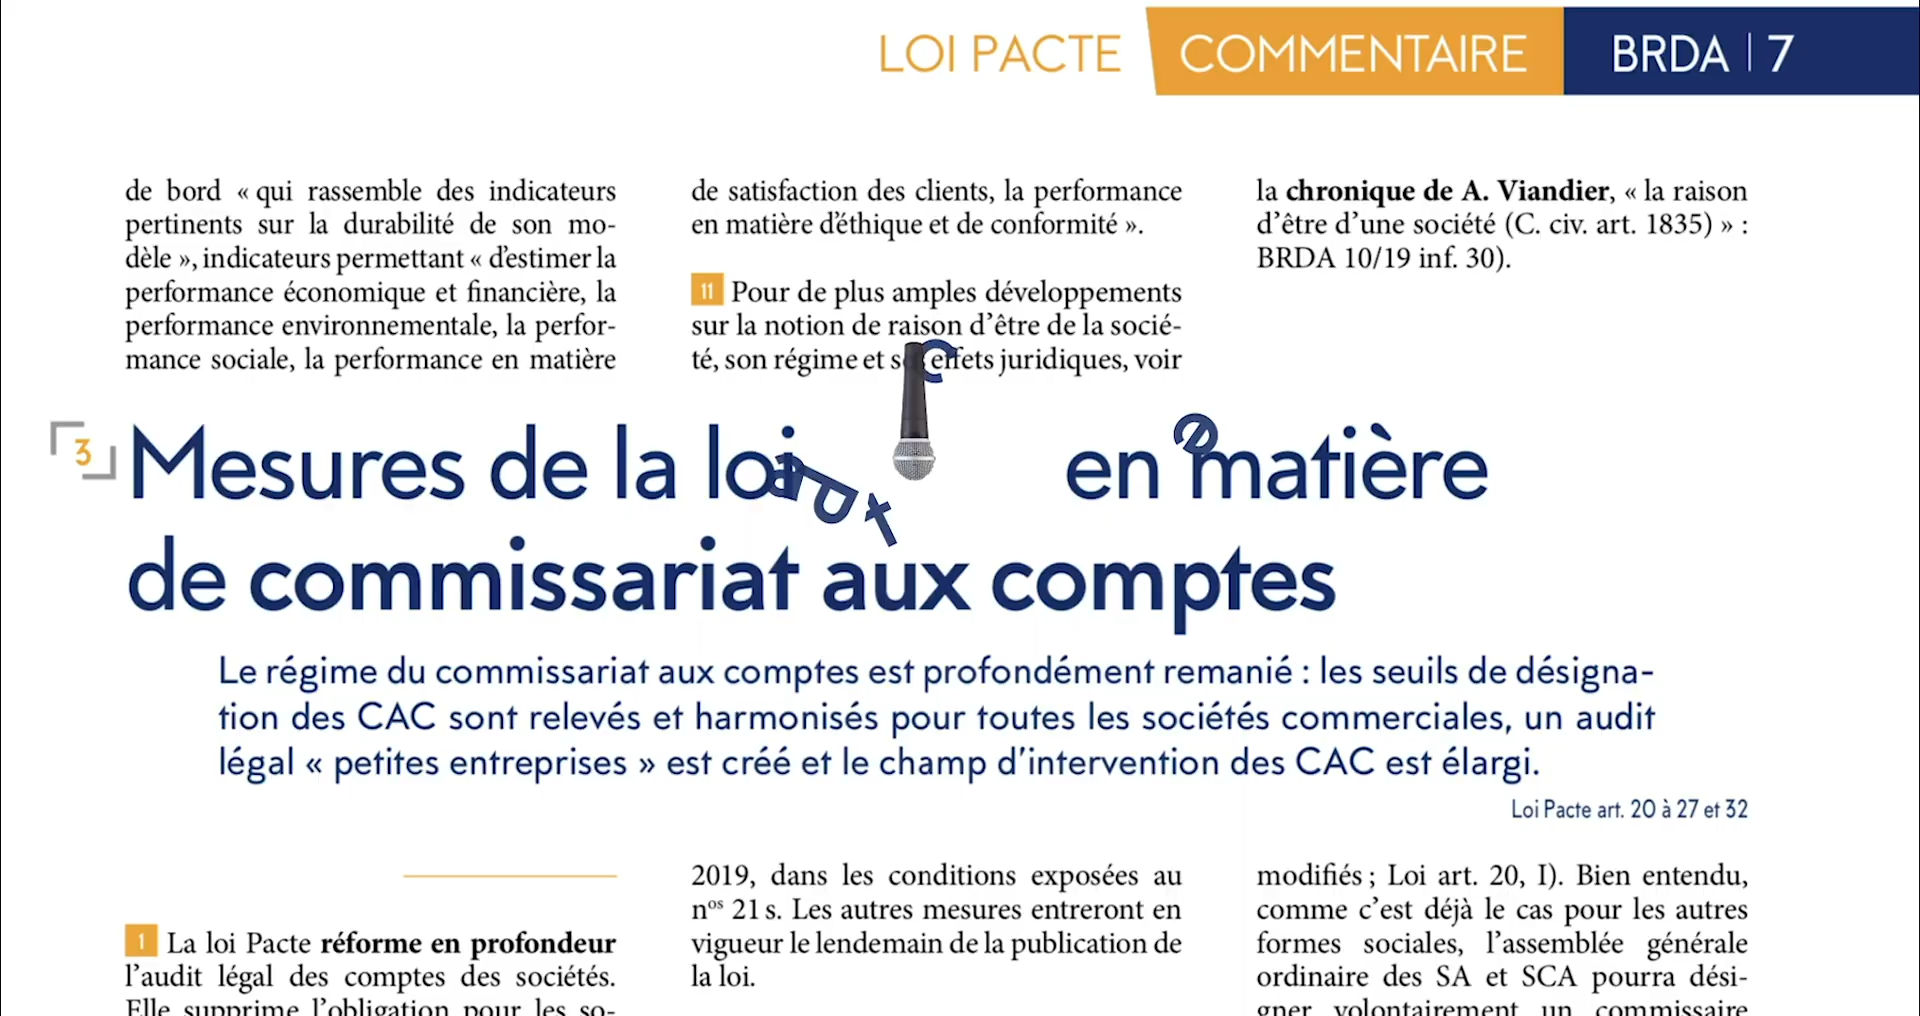 LOI PACTE COMMENTAIRE BRDA | 7
de bord « qui rassemble des indicateurs
pertinents sur la durabilité de son mo-
dèle », indicateurs permettant « d’estimer la
performance économique et financière, la
performance environnementale, la perfor-
mance sociale, la performance en matière
de satisfaction des clients, la performance
en matière d’éthique et de conformité ».
11 Pour de plus amples développements
sur la notion de raison d’être de la socié-
té, son régime et effets juridiques, voir
la chronique de A. Viandier, « la raison
d’être d’une société (C. civ. art. 1835) » :
BRDA 10/19 inf. 30).
c
e
3 Mesures de la loi en matière
a P t
de commissariat aux comptes
Le régime du commissariat aux comptes est profondément remanié : les seuils de désigna-
tion des CAC sont relevés et harmonisés pour toutes les sociétés commerciales, un audit
légal « petites entreprises » est créé et le champ d’intervention des CAC est élargi.
Loi Pacte art. 20 à 27 et 32
1 La loi Pacte réforme en profondeur
l’audit légal des comptes des sociétés.
Elle supprime l’obligation pour les so-
2019, dans les conditions exposées au
nos 21 s. Les autres mesures entreront en
vigueur le lendemain de la publication de
la loi.
modifiés ; Loi art. 20, I). Bien entendu,
comme c’est déjà le cas pour les autres
formes sociales, l’assemblée générale
ordinaire des SA et SCA pourra dési-
gner volontairement un commissaire